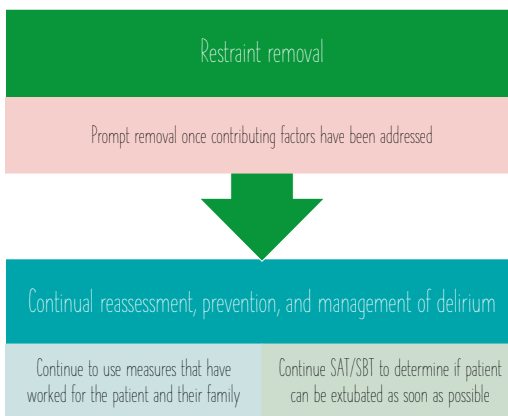 Restraint removal
Prompt removal once contributing factors have been addressed
Continual reassessment, prevention, and management of delirium
Continue to use measures that have
worked for the patient and their family
Continue SAT/SBT to determine if patient
can be extubated as soon as possible